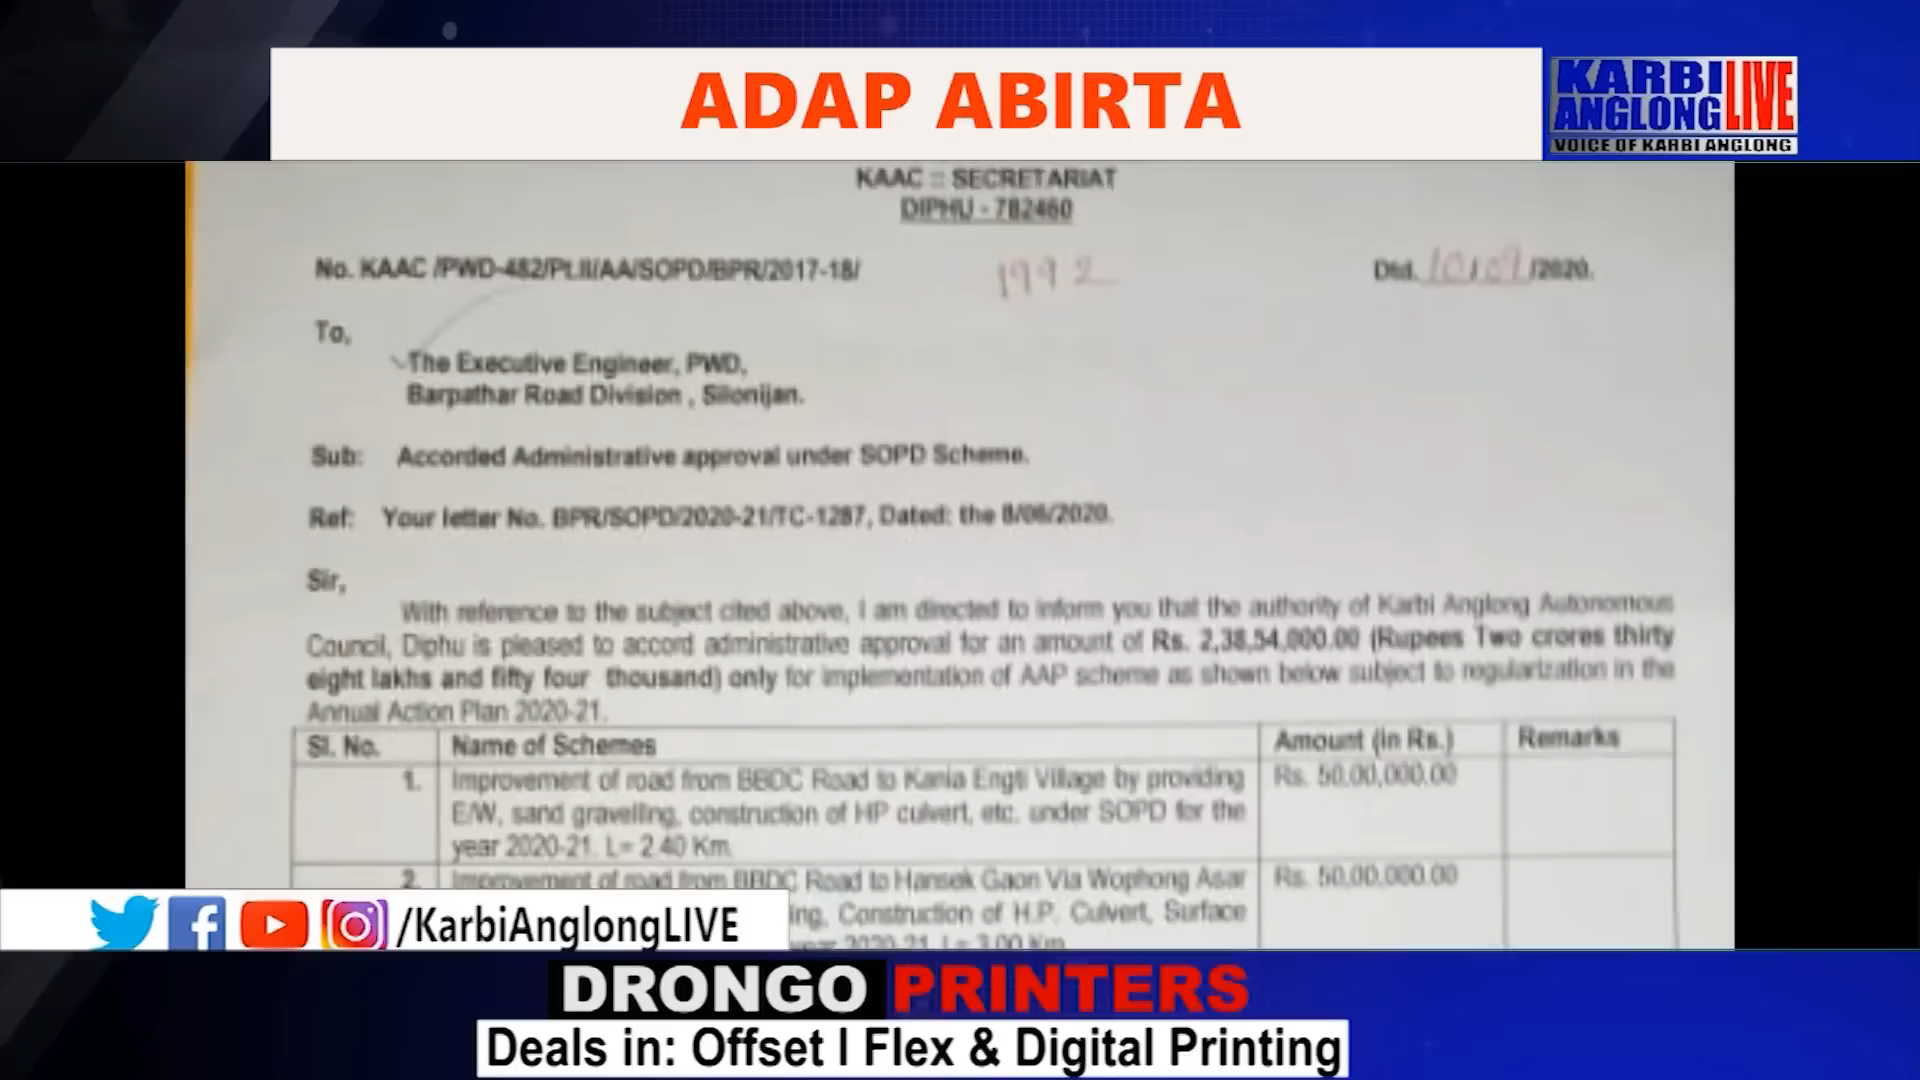 ADAP ABIRTA
KARBI
ANGLONG LIVE
VOICE OF KARBI ANGLONG
KAAC :: SECRETARIAT
DIPHU - 782460
No. KAAC /PWD-482/Pt.II/AA/SOPD/BPR/2017-18/ 1992 Dtd. 10/09/2020.
To,
The Executive Engineer, PWD,
Barpathar Road Division , Silonijan.
Sub: Accorded Administrative approval under SOPD Scheme.
Ref: Your letter No. BPR/SOPD/2020-21/TC-1287, Dated: the 8/06/2020.
Sir,
With reference to the subject cited above, I am directed to inform you that the authority of Karbi Anglong Autonomous
Council, Diphu is pleased to accord administrative approval for an amount of Rs. 2,38,54,000.00 (Rupees Two crores thirty
eight lakhs and fifty four thousand) only for implementation of AAP scheme as shown below subject to regularization in the
Annual Action Plan 2020-21.
Sl. No. Name of Schemes Amount (in Rs.) Remarks
1. Improvement of road from BBDC Road to Kania Engti Village by providing Rs. 50,00,000.00
E/W, sand gravelling, construction of HP culvert, etc. under SOPD for the
year 2020-21. L= 2.40 Km.
2. Improvement of road from BBDC Road to Hansek Gaon Via Wophong Asar Rs. 50,00,000.00
ing, Construction of H.P. Culvert, Surface
year 2020-21. L= 3.00 Km
/KarbiAnglongLIVE
DRONGO PRINTERS
Deals in: Offset I Flex & Digital Printing